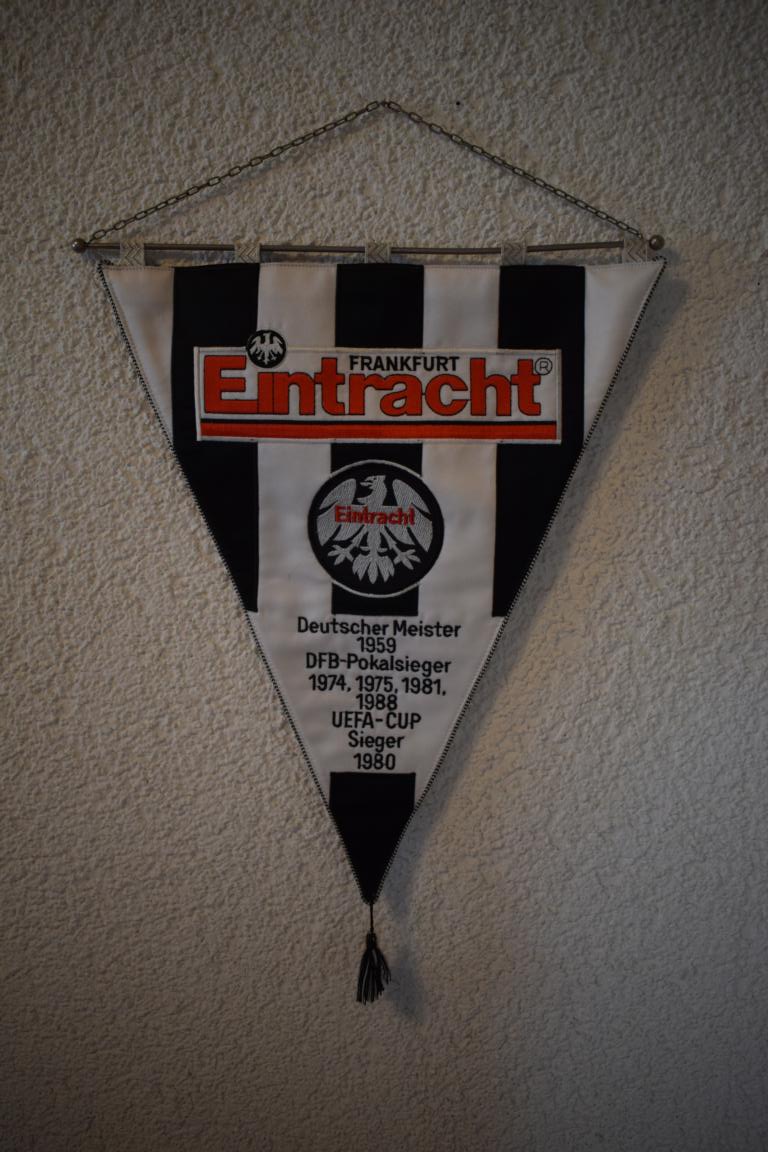 FRANKFURT
Eintracht®
Eintracht
Deutscher Meister
1959
DFB-Pokalsieger
1974, 1975, 1981,
1988
UEFA-CUP
Sieger
1980